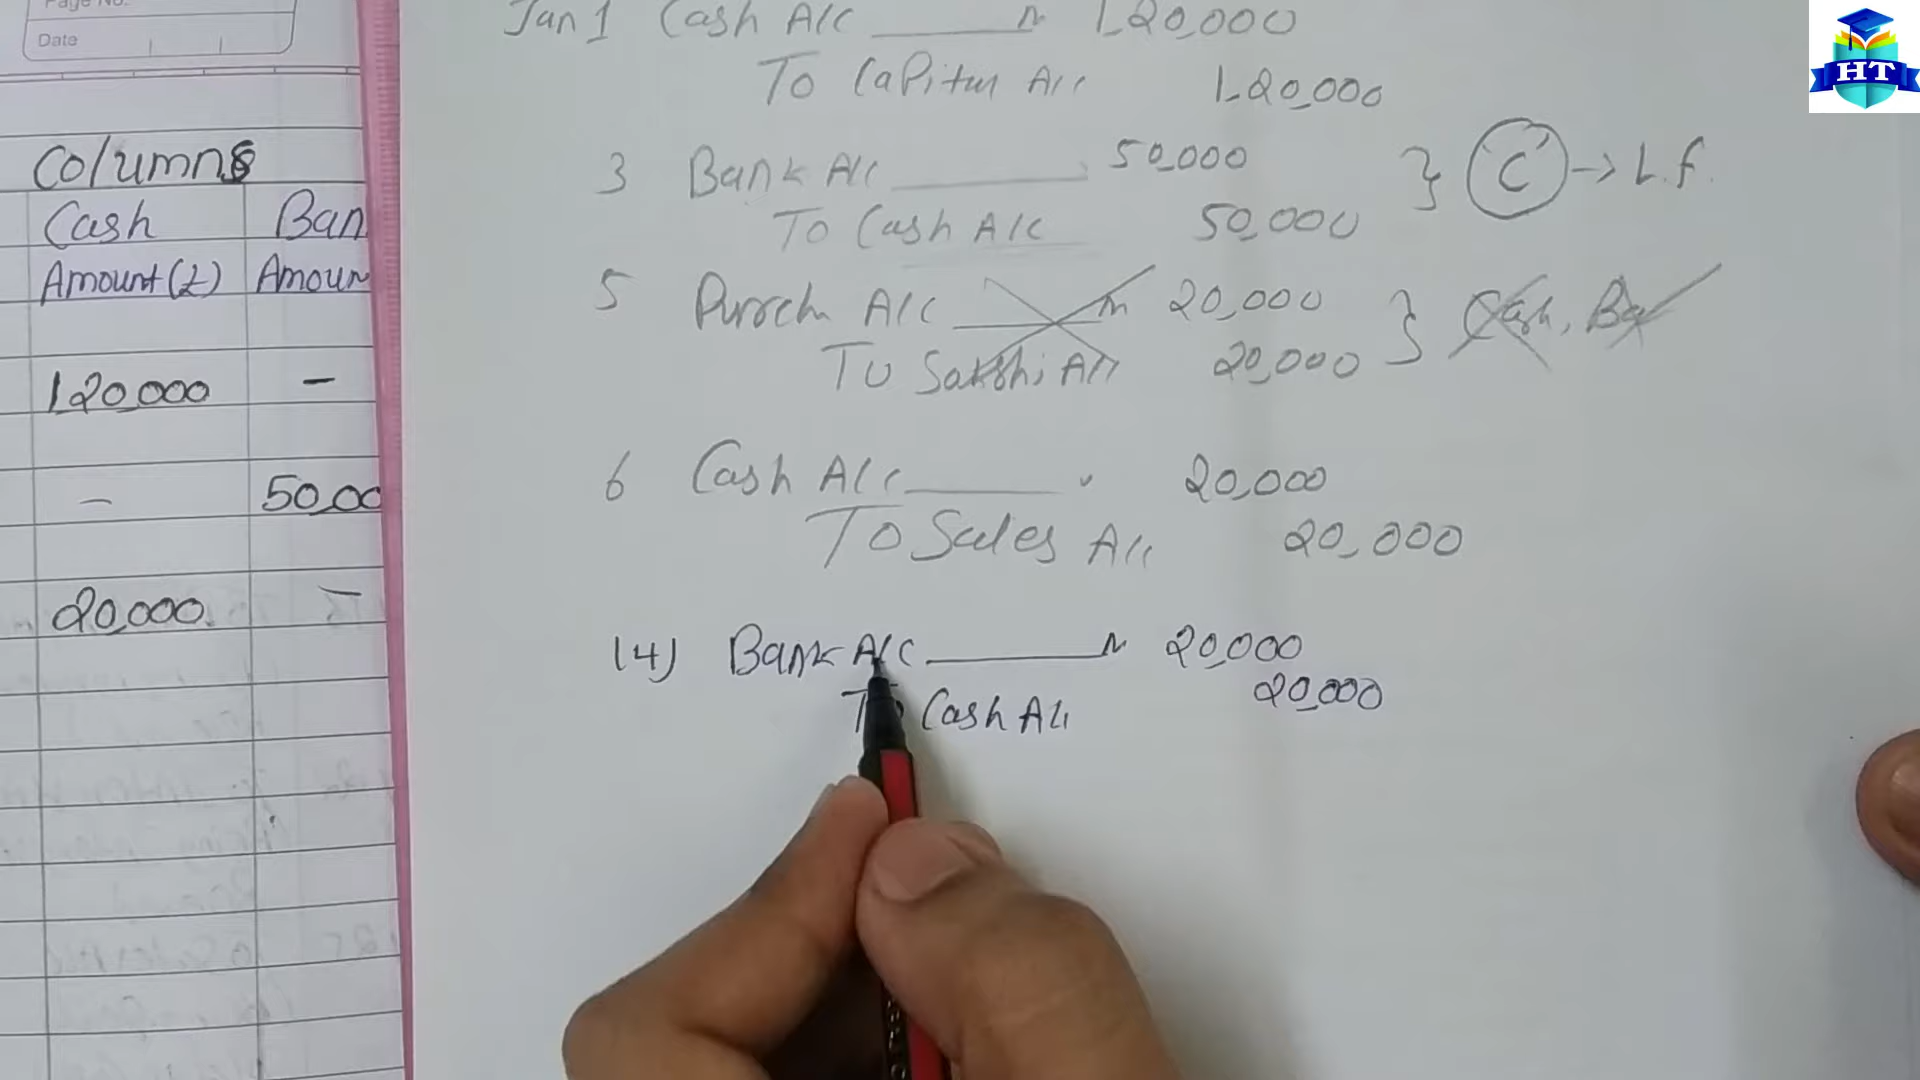 Page No.
Date
Columns
Cash Ban
Amount(₹) Amoun
1,20,000 -
- 50,00
20,000 -
Jan 1 Cash A/c 1,20,000
To Capital A/c 1,20,000
3 Bank A/c 50,000
To Cash A/c 50,000
C → L.f.
5 Purch A/c 20,000
To Sakshi A/c 20,000
Cash, Ba
6 Cash A/c 20,000
To Sales A/c 20,000
14) Bank A/c 20,000
To Cash A/c 20,000
HT